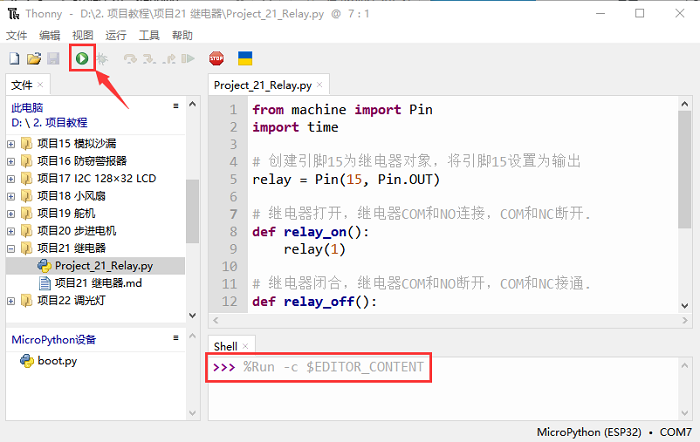 Thonny - D:\2. 项目教程\项目21 继电器\Project_21_Relay.py @ 7 : 1
文件 编辑 视图 运行 工具 帮助
文件
此电脑
D: \ 2. 项目教程
项目15 模拟沙漏
项目16 防窃警报器
项目17 I2C 128×32 LCD
项目18 小风扇
项目19 舵机
项目20 步进电机
项目21 继电器
Project_21_Relay.py
项目21 继电器.md
项目22 调光灯
MicroPython设备
boot.py
Project_21_Relay.py
1 from machine import Pin
2 import time
3
4 # 创建引脚15为继电器对象，将引脚15设置为输出
5 relay = Pin(15, Pin.OUT)
6
7 # 继电器打开，继电器COM和NO连接，COM和NC断开.
8 def relay_on():
9 relay(1)
10
11 # 继电器闭合，继电器COM和NO断开，COM和NC接通.
12 def relay_off():
Shell
>>> %Run -c $EDITOR_CONTENT
MicroPython (ESP32) • COM7